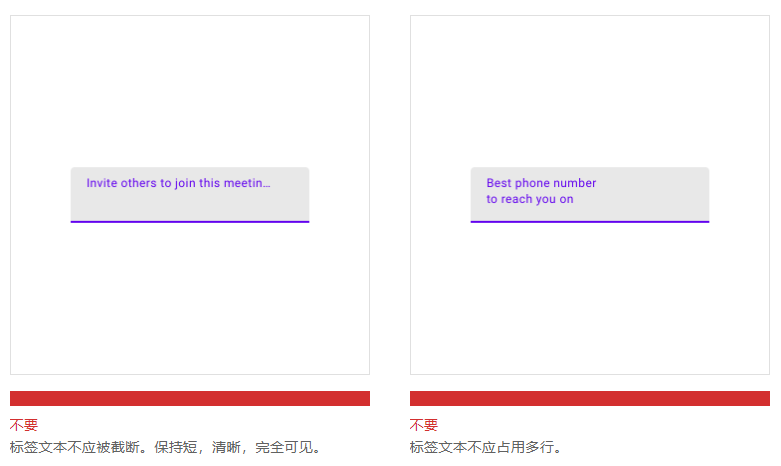 Invite others to join this meetin...
Best phone number
to reach you on
不要
标签文本不应被截断。保持短，清晰，完全可见。
不要
标签文本不应占用多行。